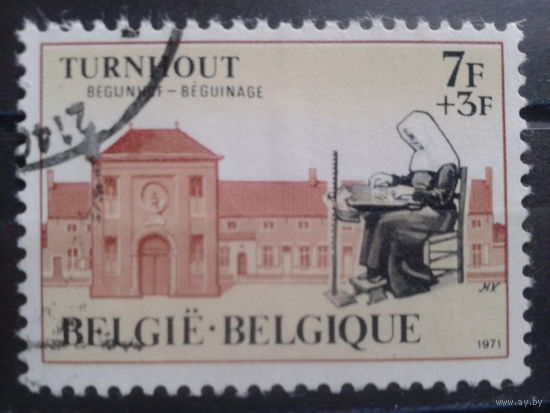 TURNHOUT
BEGIJNHOF - BÉGUINAGE
7F
+3F
BELGIË·BELGIQUE
1971
www.ay.by